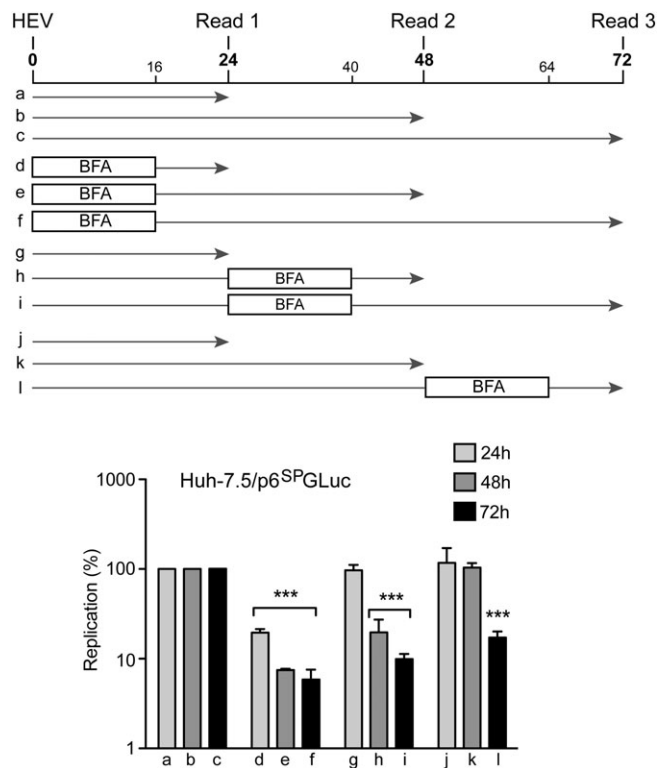 HEV Read 1 Read 2 Read 3
0 16 24 40 48 64 72
a
b
c
d BFA
e BFA
f BFA
g
h BFA
i BFA
j
k
l BFA
24h
48h
72h
Huh-7.5/p6SPGLuc
Replication (%)
1000
100
10
1
*** *** ***
a b c d e f g h i j k l